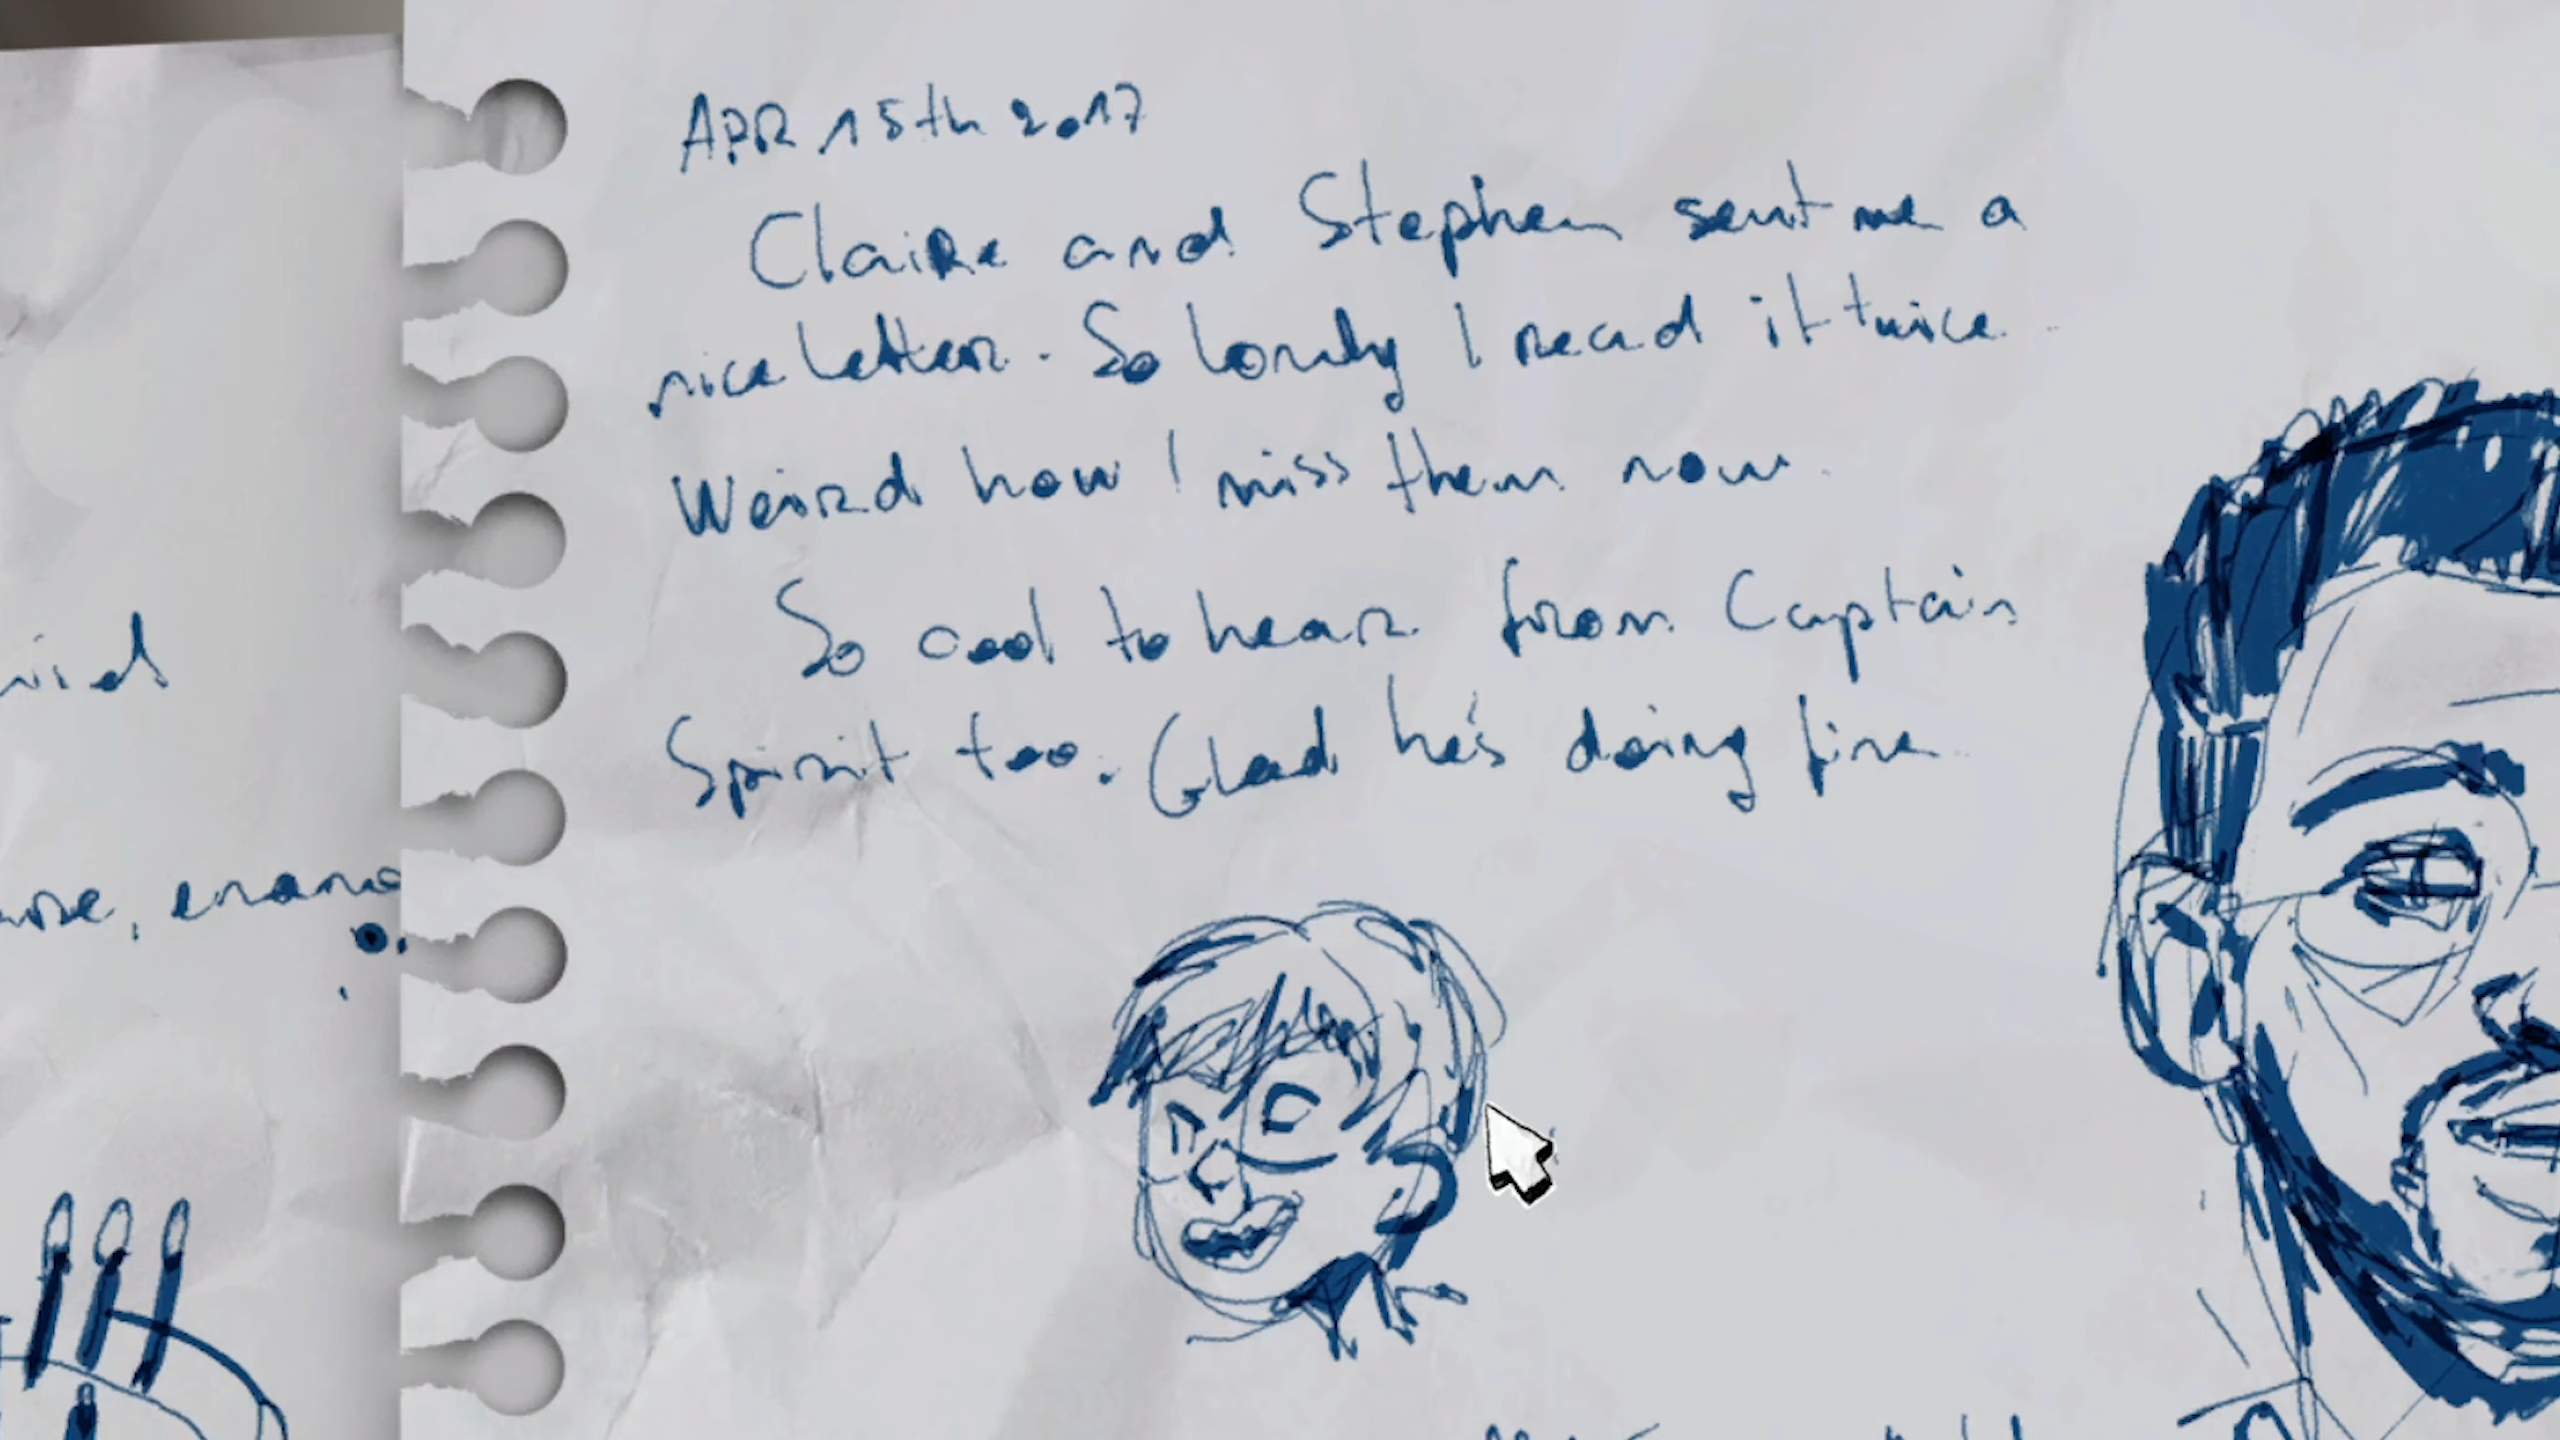 APR 15th 2017
Claire and Stephen sent me a
nice letter. So lonely I read it twice.
Weird how I miss them now.
So cool to hear from Captain
Spirit too. Glad he's doing fine